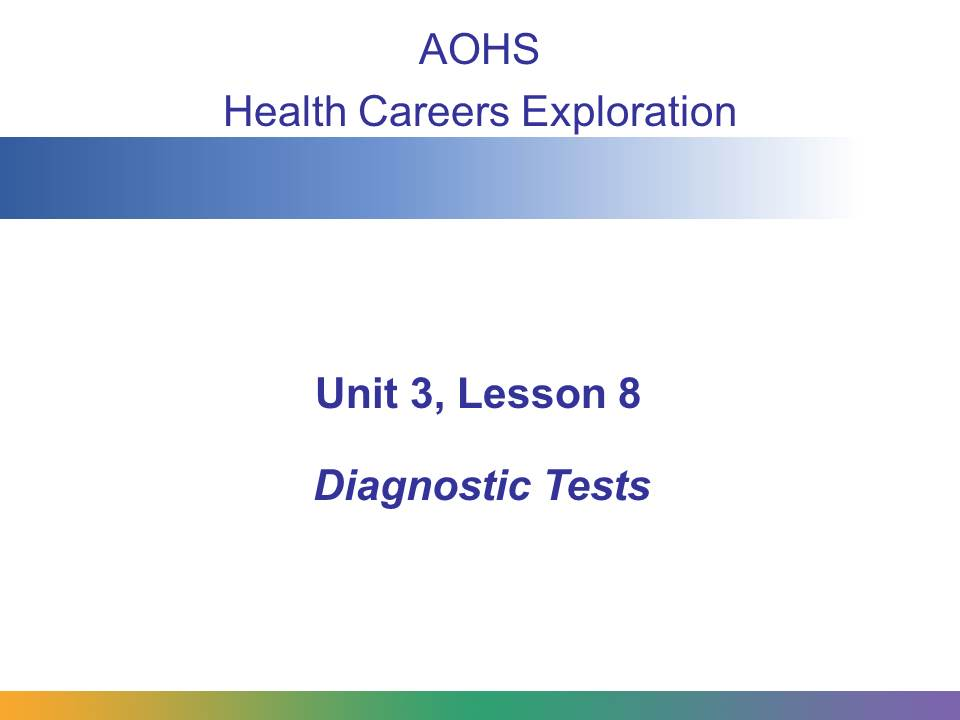 AOHS
Health Careers Exploration
Unit 3, Lesson 8
Diagnostic Tests